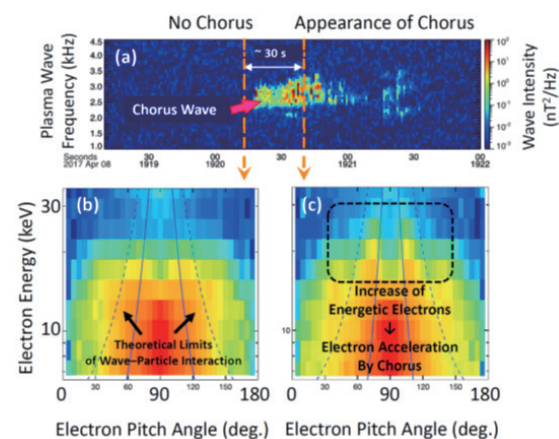 No Chorus
Appearance of Chorus
Plasma Wave
Frequency (kHz)
4.5
4.0
3.5
3.0
2.5
2.0
1.5
1.0
(a)
~ 30 s
Chorus Wave
Wave Intensity
(nT²/Hz)
Seconds
2017 Apr 08
30
1919
00
1920
30
00
1921
30
00
1922
Electron Energy (keV)
30
10
(b)
Theoretical Limits
of Wave–Particle Interaction
0
30
60
90
120
180
Electron Pitch Angle (deg.)
(c)
Increase of
Energetic Electrons
↓
Electron Acceleration
By Chorus
10
0
30
60
90
120
180
Electron Pitch Angle (deg.)